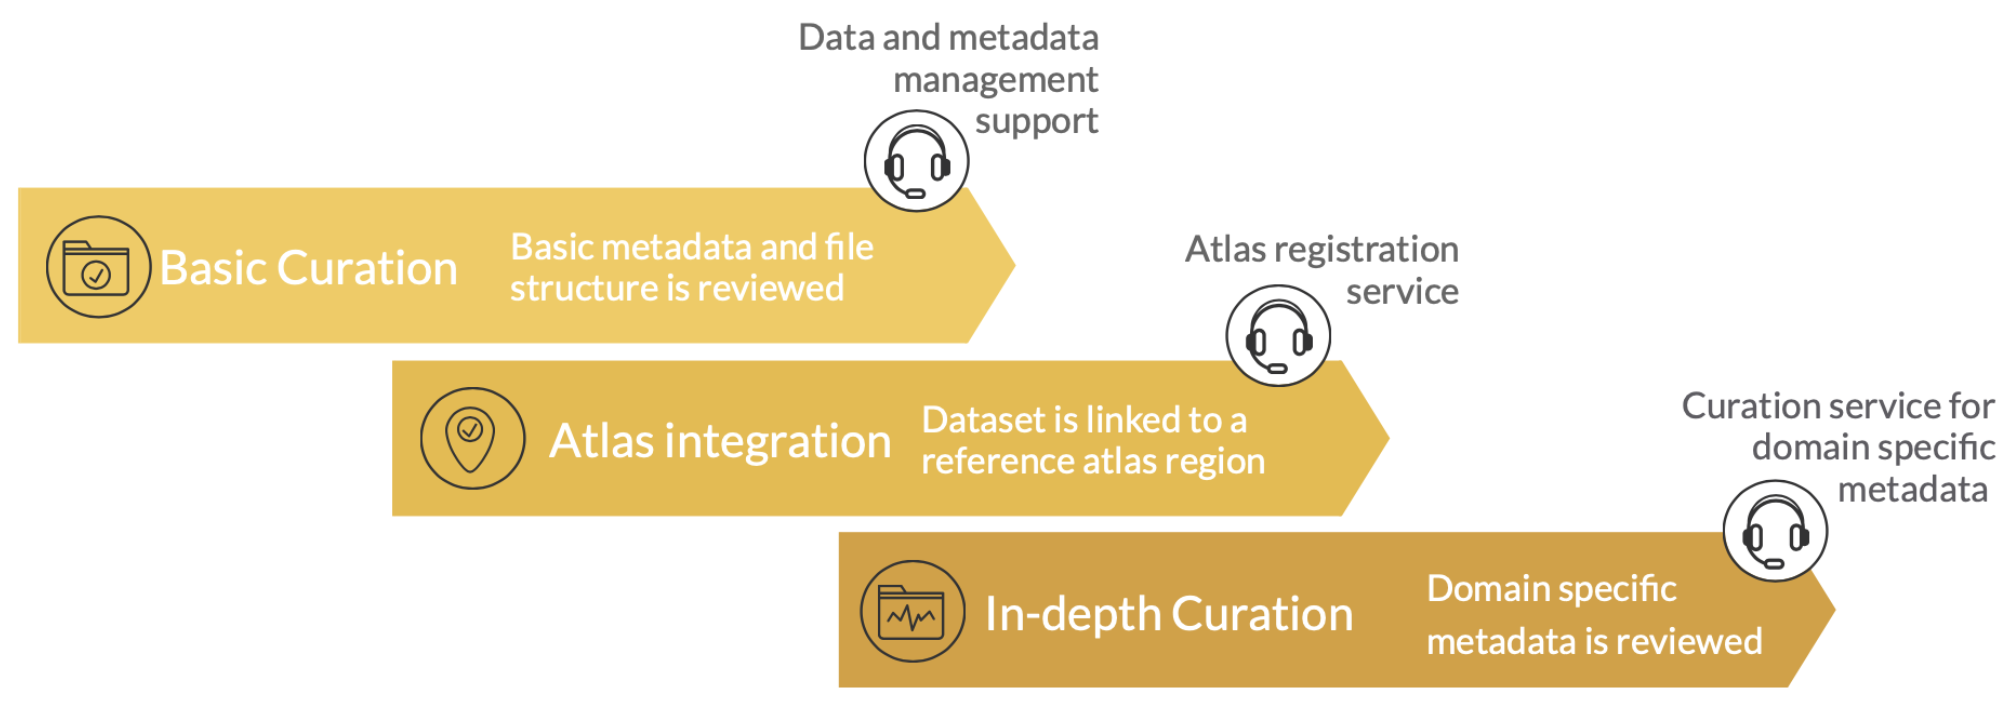 Data and metadata
management
support
Basic Curation
Basic metadata and file
structure is reviewed
Atlas registration
service
Atlas integration
Dataset is linked to a
reference atlas region
Curation service for
domain specific
metadata
In-depth Curation
Domain specific
metadata is reviewed